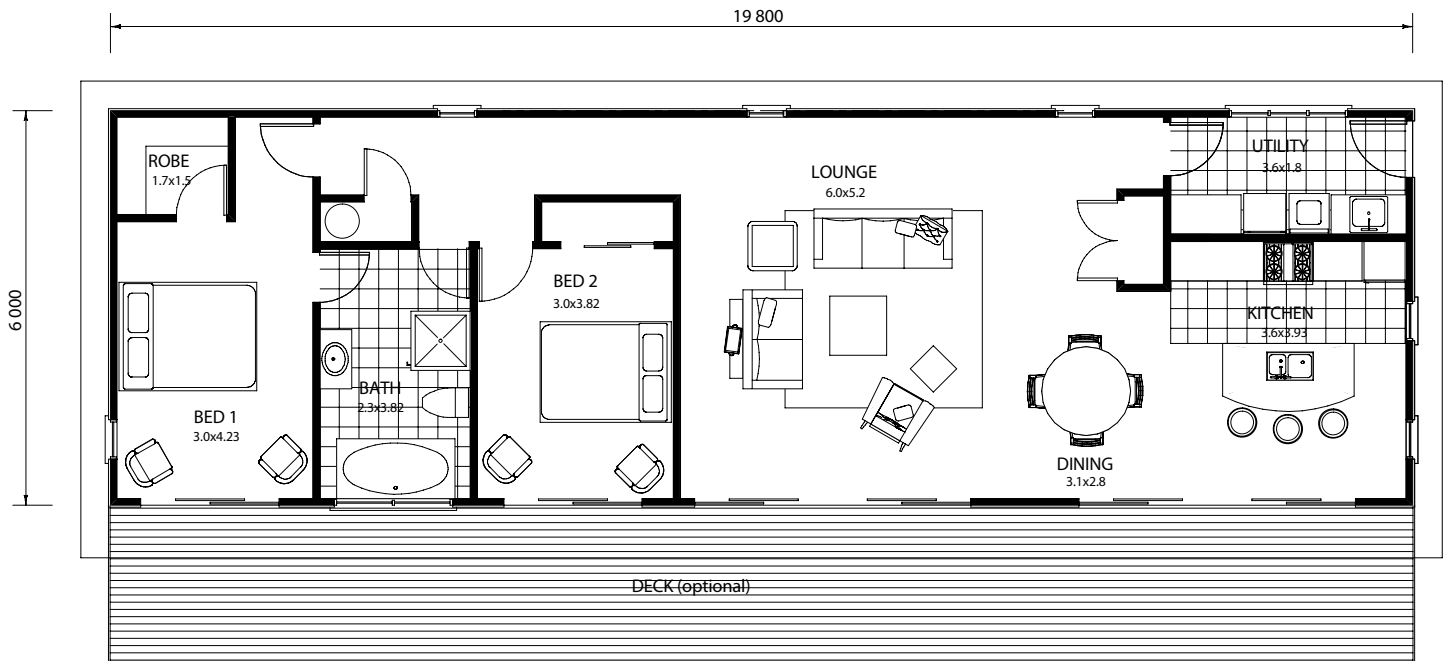 19 800
6 000
ROBE
1.7x1.5
LOUNGE
6.0x5.2
UTILITY
3.6x1.8
BED 2
3.0x3.82
KITCHEN
3.6x3.93
BATH
2.3x3.82
BED 1
3.0x4.23
DINING
3.1x2.8
DECK (optional)